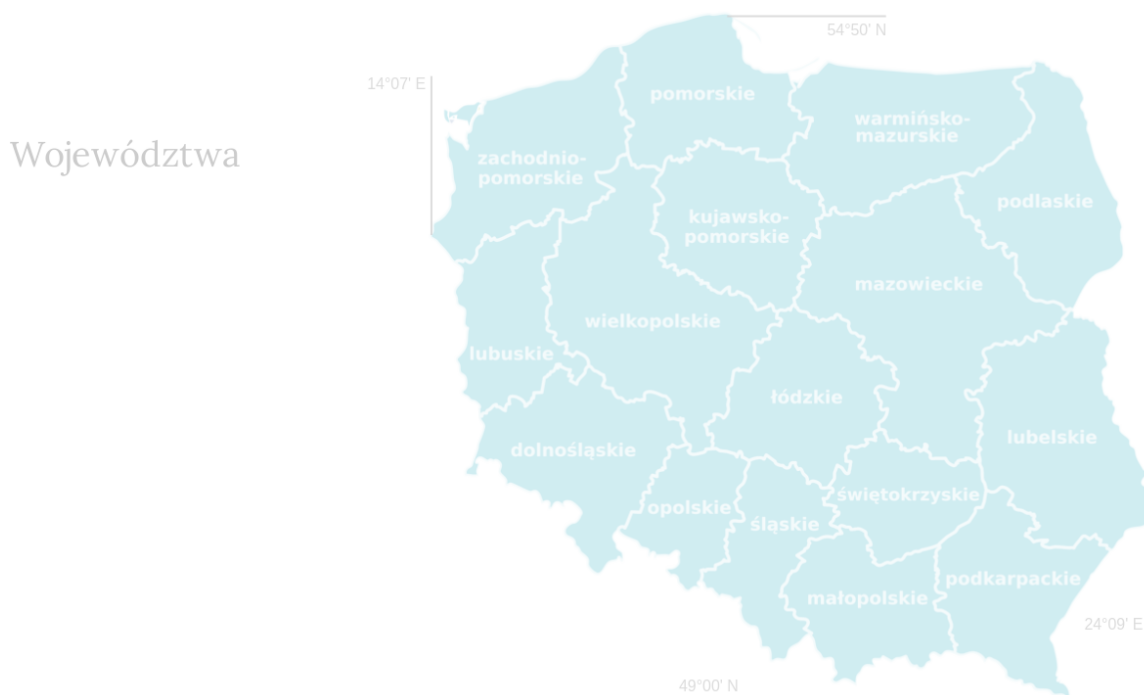 54°50' N
14°07' E
pomorskie
warmińsko-
mazurskie
Województwa
zachodnio-
pomorskie
podlaskie
kujawsko-
pomorskie
mazowieckie
wielkopolskie
lubuskie
łódzkie
lubelskie
dolnośląskie
świętokrzyskie
opolskie
śląskie
podkarpackie
małopolskie
24°09' E
49°00' N